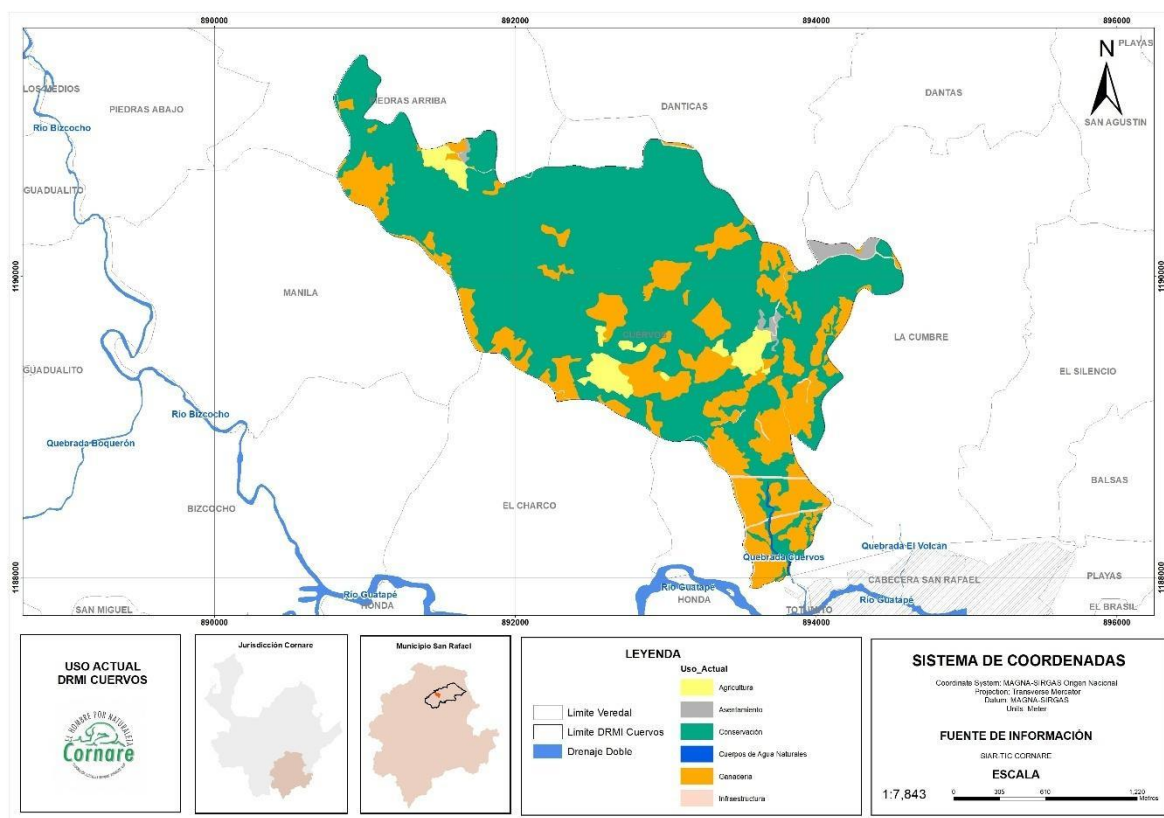 890000
892000
894000
896000
PLAYAS
LOS MEDIOS
PIEDRAS ABAJO
PIEDRAS ARRIBA
DANTICAS
DANTAS
N
SAN AGUSTIN
Río Bizcocho
GUADUALITO
1190000
1190000
MANILA
CUERVOS
LA CUMBRE
GUADUALITO
EL SILENCIO
Río Bizcocho
Quebrada Boquerón
BALSAS
BIZCOCHO
EL CHARCO
Quebrada Cuervos
Quebrada El Volcán
1188000
1188000
CABECERA SAN RAFAEL
PLAYAS
Río Guatapé
HONDA
Río Guatapé
HONDA
Río Guatapé
TOTUMITO
EL BRASIL
SAN MIGUEL
890000
892000
894000
896000
USO ACTUAL
DRMI CUERVOS
EL HOMBRE POR NATURALEZA
Cornare
Jurisdicción Cornare
Municipio San Rafael
LEYENDA
Uso_Actual
Limite Veredal
Limite DRMI Cuervos
Drenaje Doble
Agricultura
Asentamiento
Conservación
Cuerpos de Agua Naturales
Ganaderia
Infraestructura
SISTEMA DE COORDENADAS
Coordinate System: MAGNA-SIRGAS Origen Nacional
Projection: Transverse Mercator
Datum: MAGNA-SIRGAS
Units: Meter
FUENTE DE INFORMACIÓN
SIAR-TIC CORNARE
ESCALA
1:7,843
0 305 610 1,220
Metros